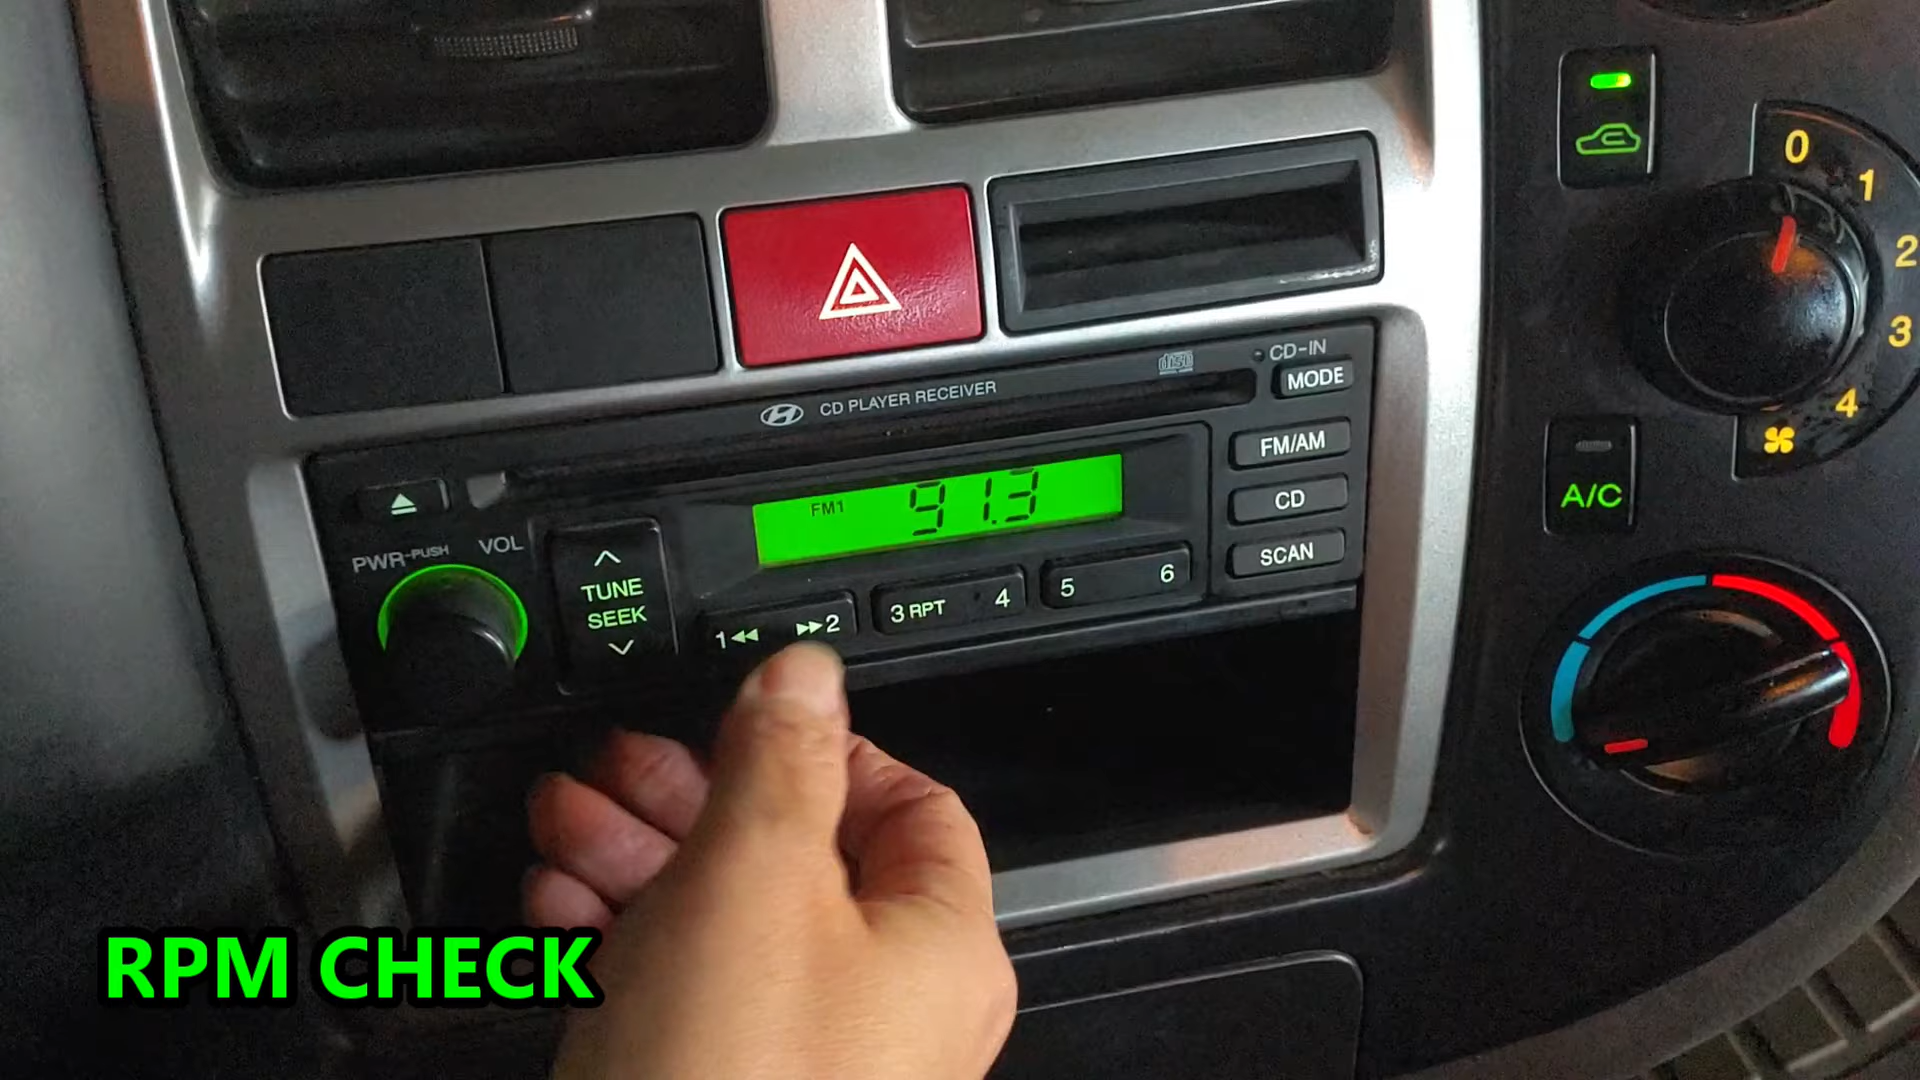 CD PLAYER RECEIVER
disc
CD-IN
MODE
FM/AM
CD
SCAN
FM1
91.3
PWR-PUSH
VOL
TUNE
SEEK
1
2
3 RPT
4
5
6
0
1
2
3
4
A/C
RPM CHECK